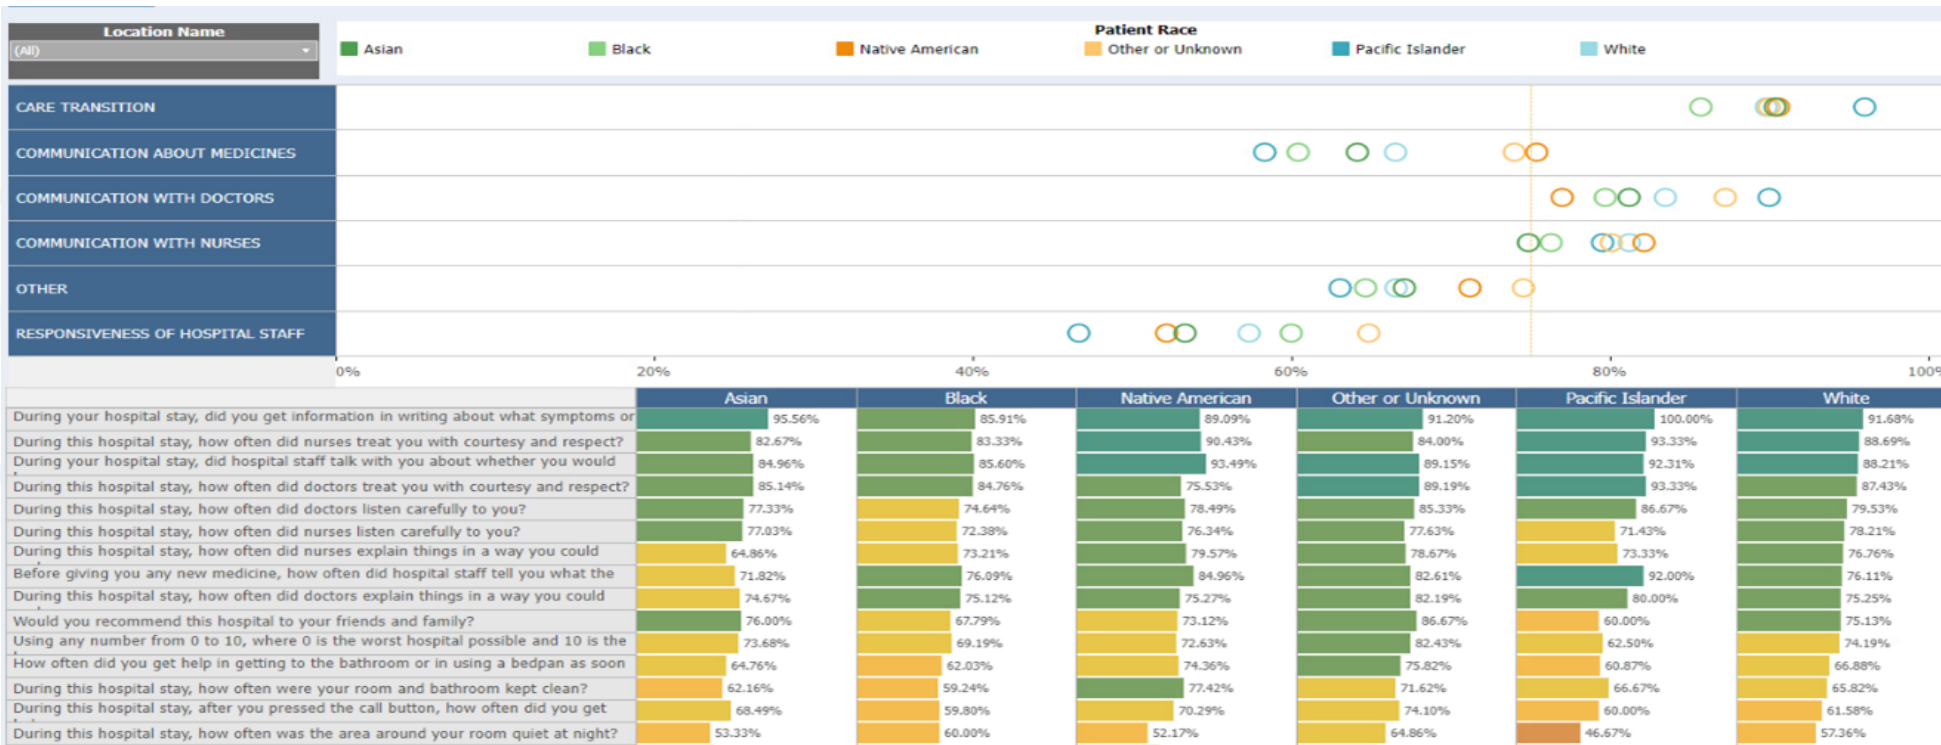 Location Name
(All)
Patient Race
Asian
Black
Native American
Other or Unknown
Pacific Islander
White
CARE TRANSITION
COMMUNICATION ABOUT MEDICINES
COMMUNICATION WITH DOCTORS
COMMUNICATION WITH NURSES
OTHER
RESPONSIVENESS OF HOSPITAL STAFF
0% 20% 40% 60% 80% 100%
Asian Black Native American Other or Unknown Pacific Islander White
During your hospital stay, did you get information in writing about what symptoms or 95.56% 85.91% 89.09% 91.20% 100.00% 91.68%
During this hospital stay, how often did nurses treat you with courtesy and respect? 82.67% 83.33% 90.43% 84.00% 93.33% 88.69%
During your hospital stay, did hospital staff talk with you about whether you would 84.96% 85.60% 93.49% 89.15% 92.31% 88.21%
During this hospital stay, how often did doctors treat you with courtesy and respect? 85.14% 84.76% 75.53% 89.19% 93.33% 87.43%
During this hospital stay, how often did doctors listen carefully to you? 77.33% 74.64% 78.49% 85.33% 86.67% 79.53%
During this hospital stay, how often did nurses listen carefully to you? 77.03% 72.38% 76.34% 77.63% 71.43% 78.21%
During this hospital stay, how often did nurses explain things in a way you could 64.86% 73.21% 79.57% 78.67% 73.33% 76.76%
Before giving you any new medicine, how often did hospital staff tell you what the 71.82% 76.09% 84.96% 82.61% 92.00% 76.11%
During this hospital stay, how often did doctors explain things in a way you could 74.67% 75.12% 75.27% 82.19% 80.00% 75.25%
Would you recommend this hospital to your friends and family? 76.00% 67.79% 73.12% 86.67% 60.00% 75.13%
Using any number from 0 to 10, where 0 is the worst hospital possible and 10 is the 73.68% 69.19% 72.63% 82.43% 62.50% 74.19%
How often did you get help in getting to the bathroom or in using a bedpan as soon 64.76% 62.03% 74.36% 75.82% 60.87% 66.88%
During this hospital stay, how often were your room and bathroom kept clean? 62.16% 59.24% 77.42% 71.62% 66.67% 65.82%
During this hospital stay, after you pressed the call button, how often did you get 68.49% 59.80% 70.29% 74.10% 60.00% 61.58%
During this hospital stay, how often was the area around your room quiet at night? 53.33% 60.00% 52.17% 64.86% 46.67% 57.36%